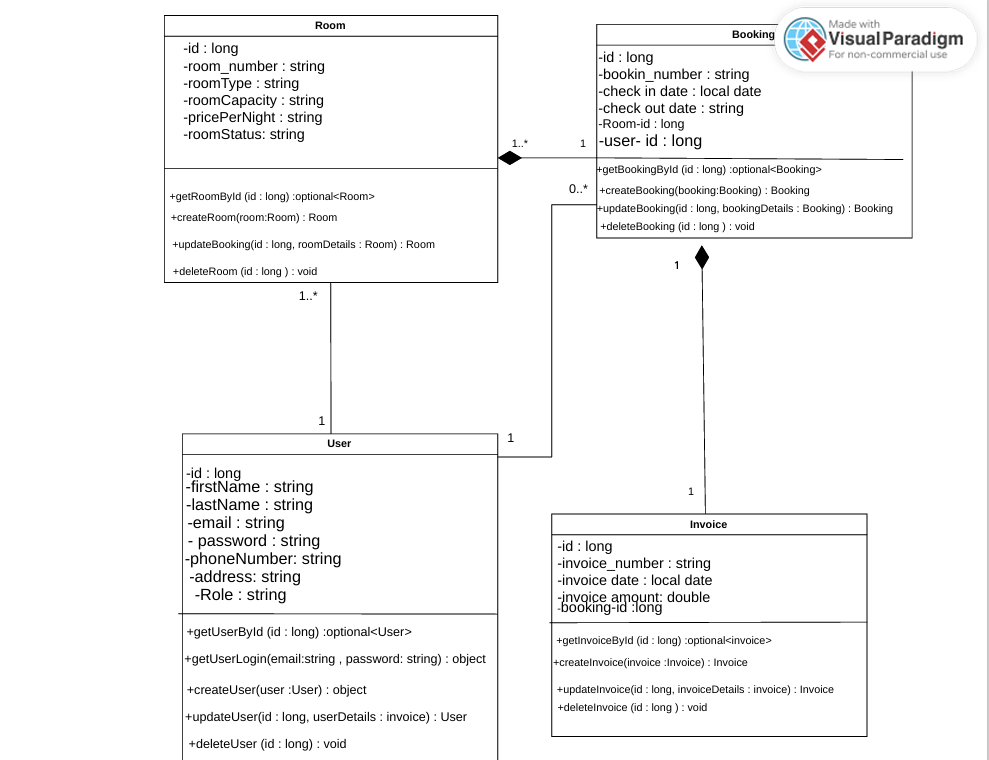 Room
-id : long
-room_number : string
-roomType : string
-roomCapacity : string
-pricePerNight : string
-roomStatus: string
+getRoomById (id : long) :optional<Room>
+createRoom(room:Room) : Room
+updateBooking(id : long, roomDetails : Room) : Room
+deleteRoom (id : long ) : void
1..*
1
Booking
Made with
VisualParadigm
For non-commercial use
-id : long
-bookin_number : string
-check in date : local date
-check out date : string
-Room-id : long
-user- id : long
+getBookingById (id : long) :optional<Booking>
+createBooking(booking:Booking) : Booking
+updateBooking(id : long, bookingDetails : Booking) : Booking
+deleteBooking (id : long ) : void
0..*
1
1..*
1
1
1
User
-id : long
-firstName : string
-lastName : string
-email : string
- password : string
-phoneNumber: string
-address: string
-Role : string
+getUserById (id : long) :optional<User>
+getUserLogin(email:string , password: string) : object
+createUser(user :User) : object
+updateUser(id : long, userDetails : invoice) : User
+deleteUser (id : long) : void
Invoice
-id : long
-invoice_number : string
-invoice date : local date
-invoice amount: double
-booking-id :long
+getInvoiceById (id : long) :optional<invoice>
+createInvoice(invoice :Invoice) : Invoice
+updateInvoice(id : long, invoiceDetails : invoice) : Invoice
+deleteInvoice (id : long ) : void